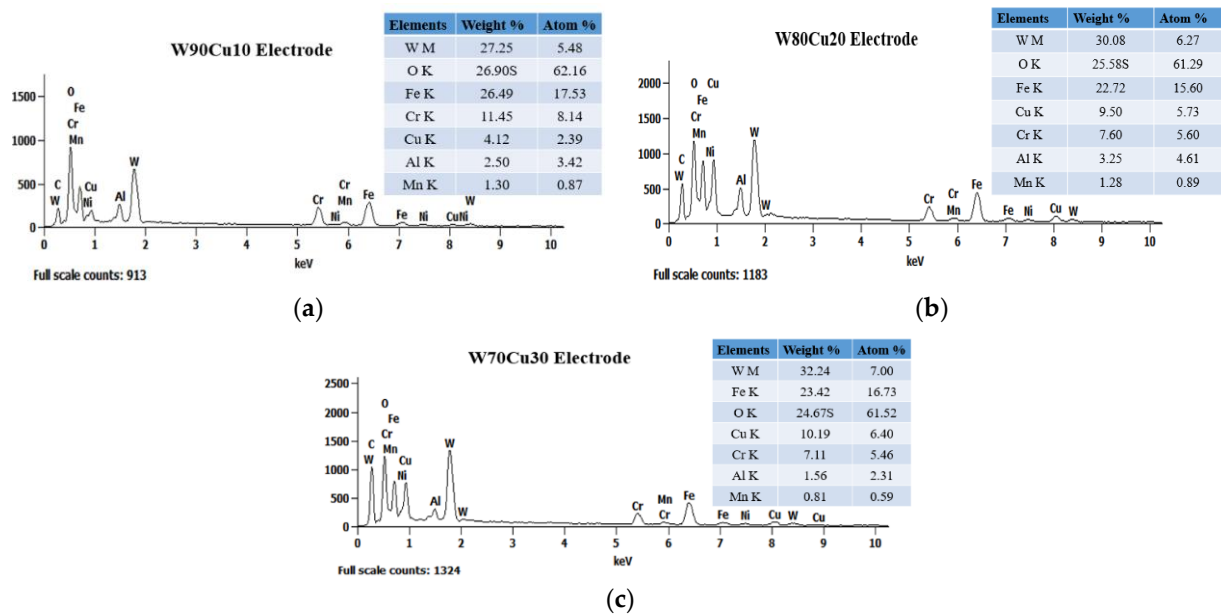 W90Cu10 Electrode
Elements Weight % Atom %
W M 27.25 5.48
O K 26.90S 62.16
Fe K 26.49 17.53
Cr K 11.45 8.14
Cu K 4.12 2.39
Al K 2.50 3.42
Mn K 1.30 0.87
1500
1000
500
0
O
Fe
Cr
Mn
C
W
Cu
Ni
Al
W
Cr
Ni
Cr
Mn
Fe
Fe
Ni
CuNi
W
0 1 2 3 4 5 6 7 8 9 10
keV
Full scale counts: 913
(a)
W80Cu20 Electrode
Elements Weight % Atom %
W M 30.08 6.27
O K 25.58S 61.29
Fe K 22.72 15.60
Cu K 9.50 5.73
Cr K 7.60 5.60
Al K 3.25 4.61
Mn K 1.28 0.89
2000
1500
1000
500
0
O
Fe
Cu
Cr
Mn
C
W
Ni
Al
W
W
Cr
Cr
Mn
Fe
Fe
Ni
Cu
W
0 1 2 3 4 5 6 7 8 9 10
keV
Full scale counts: 1183
(b)
W70Cu30 Electrode
Elements Weight % Atom %
W M 32.24 7.00
Fe K 23.42 16.73
O K 24.67S 61.52
Cu K 10.19 6.40
Cr K 7.11 5.46
Al K 1.56 2.31
Mn K 0.81 0.59
2500
2000
1500
1000
500
0
O
Fe
Cr
Mn
C
W
Cu
Ni
Al
W
W
Cr
Mn
Cr
Fe
Fe
Ni
Cu
W
Cu
0 1 2 3 4 5 6 7 8 9 10
keV
Full scale counts: 1324
(c)